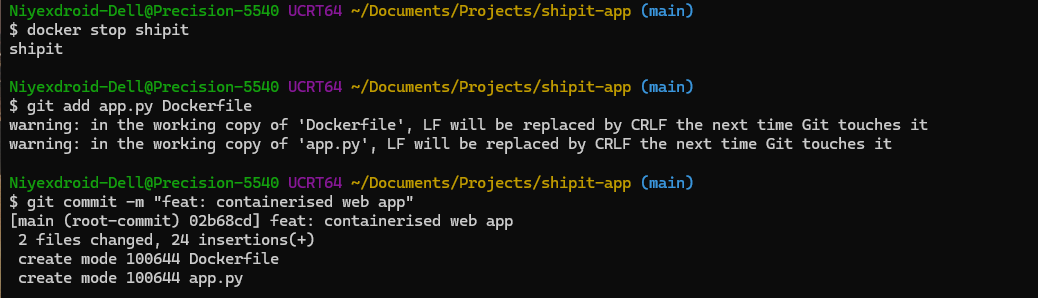 Niyexdroid-Dell@Precision-5540 UCRT64 ~/Documents/Projects/shipit-app (main)
$ docker stop shipit
shipit

Niyexdroid-Dell@Precision-5540 UCRT64 ~/Documents/Projects/shipit-app (main)
$ git add app.py Dockerfile
warning: in the working copy of 'Dockerfile', LF will be replaced by CRLF the next time Git touches it
warning: in the working copy of 'app.py', LF will be replaced by CRLF the next time Git touches it

Niyexdroid-Dell@Precision-5540 UCRT64 ~/Documents/Projects/shipit-app (main)
$ git commit -m "feat: containerised web app"
[main (root-commit) 02b68cd] feat: containerised web app
 2 files changed, 24 insertions(+)
 create mode 100644 Dockerfile
 create mode 100644 app.py